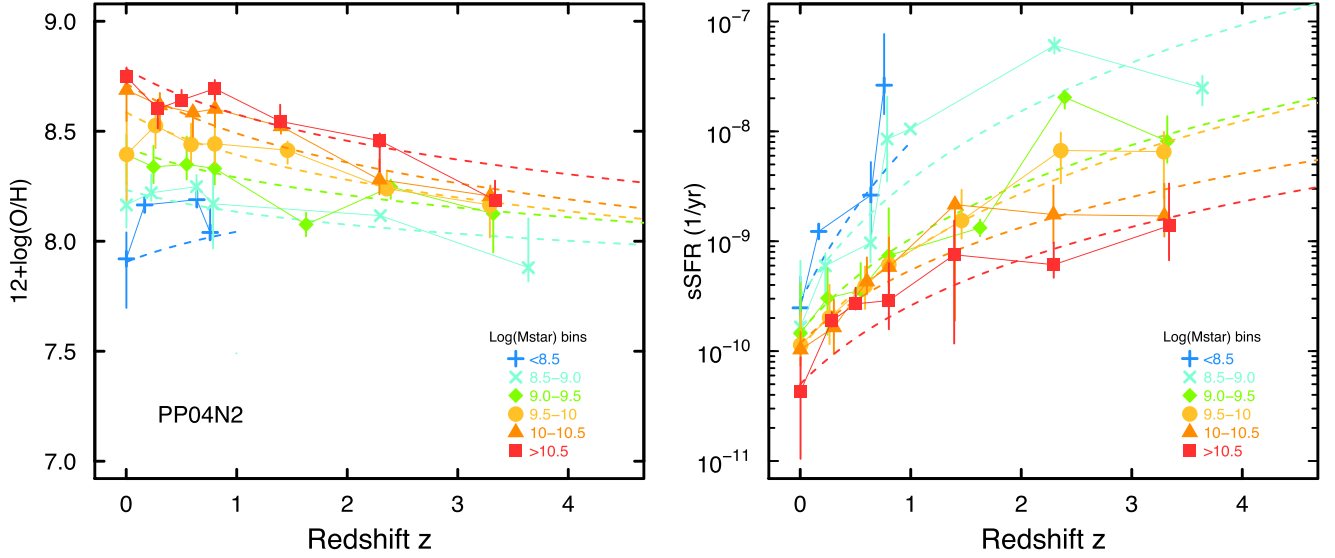 9.0
8.5
8.0
7.5
7.0
12+log(O/H)
0 1 2 3 4
Redshift z
PP04N2
Log(Mstar) bins
<8.5
8.5−9.0
9.0−9.5
9.5−10
10−10.5
>10.5
10−7
10−8
10−9
10−10
10−11
sSFR (1/yr)
0 1 2 3 4
Redshift z
Log(Mstar) bins
<8.5
8.5−9.0
9.0−9.5
9.5−10
10−10.5
>10.5